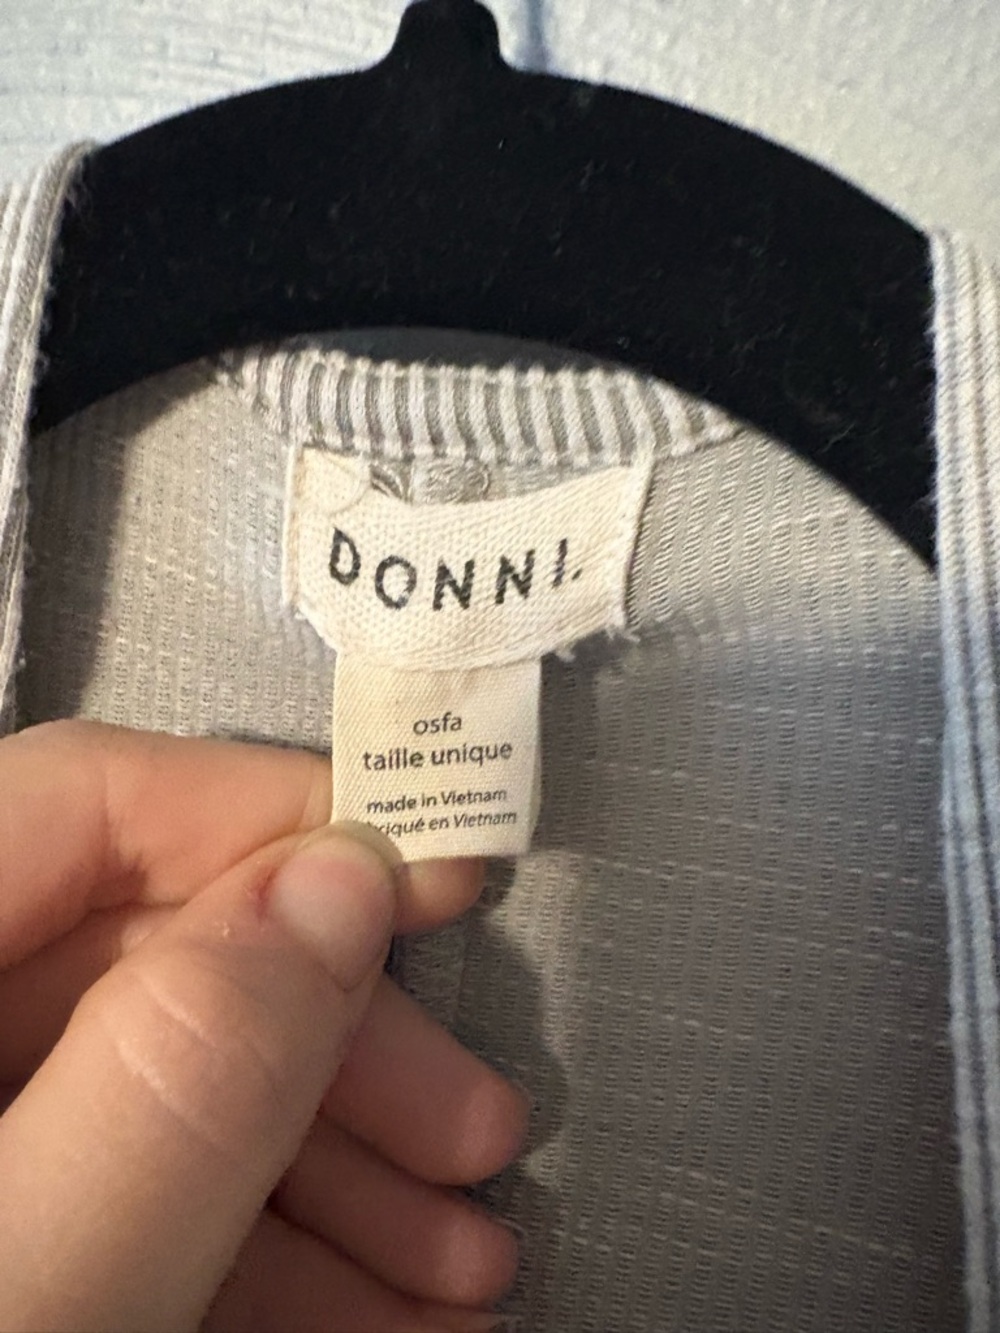 DONNI.
osfa
taille unique
made in Vietnam
en Vietnam